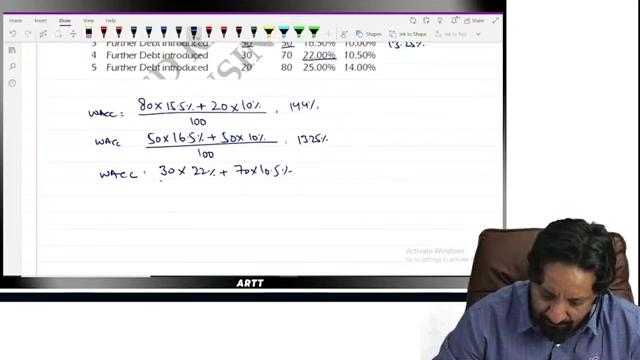 File Home Insert Draw View Help
Shapes Ink to Shape Ink to Text
3 Further Debt introduced 50 50 16.50% 10.00% 13.25%
4 Further Debt introduced 30 70 22.00% 10.50%
5 Further Debt introduced 20 80 25.00% 14.00%
WACC: 80 x 15.5% + 20 x 10% . 14.4%
100
WACC 50 x 16.5% + 50 x 10% : 13.25%
100
WACC : 30 x 22% + 70 x 10.5%
Activate Windows
Go to Settings to activate
ARTT